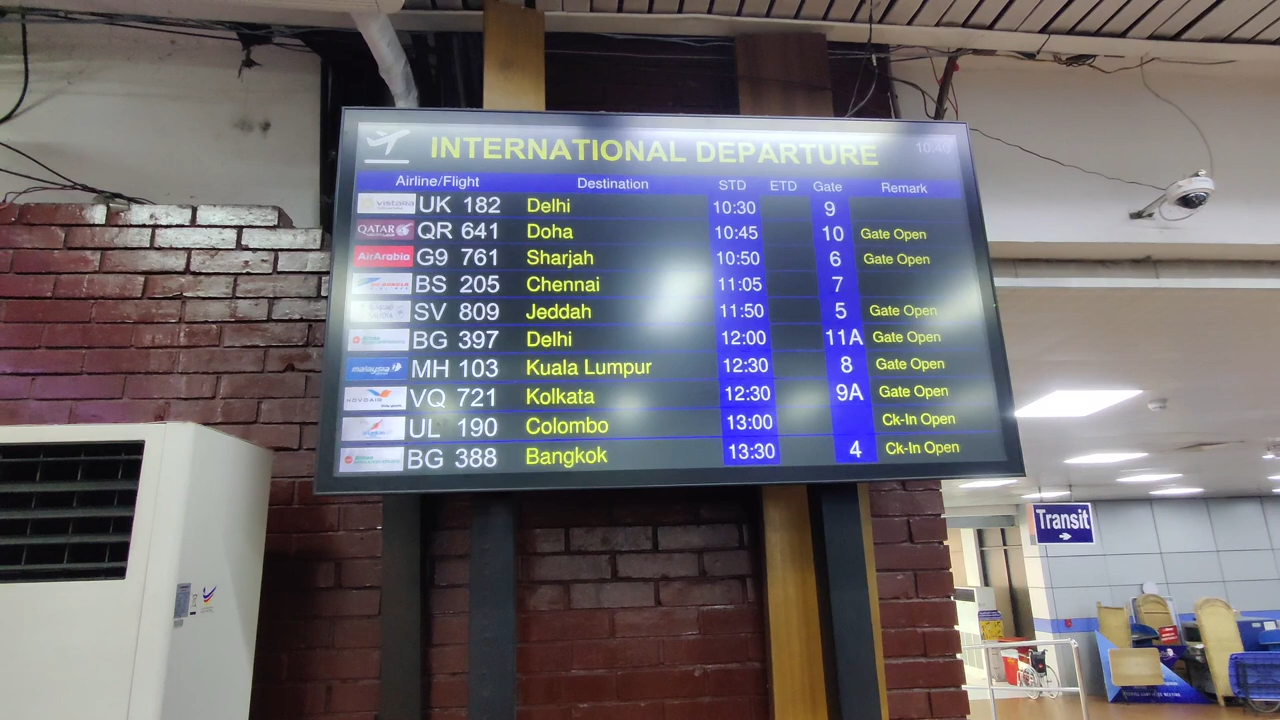 INTERNATIONAL DEPARTURE 10:40
Airline/Flight Destination STD ETD Gate Remark
vistara UK 182 Delhi 10:30 9
QATAR QR 641 Doha 10:45 10 Gate Open
AirArabia G9 761 Sharjah 10:50 6 Gate Open
BS 205 Chennai 11:05 7
SV 809 Jeddah 11:50 5 Gate Open
BG 397 Delhi 12:00 11A Gate Open
malaysia MH 103 Kuala Lumpur 12:30 8 Gate Open
NOVOAIR VQ 721 Kolkata 12:30 9A Gate Open
UL 190 Colombo 13:00 Ck-In Open
BG 388 Bangkok 13:30 4 Ck-In Open
Transit